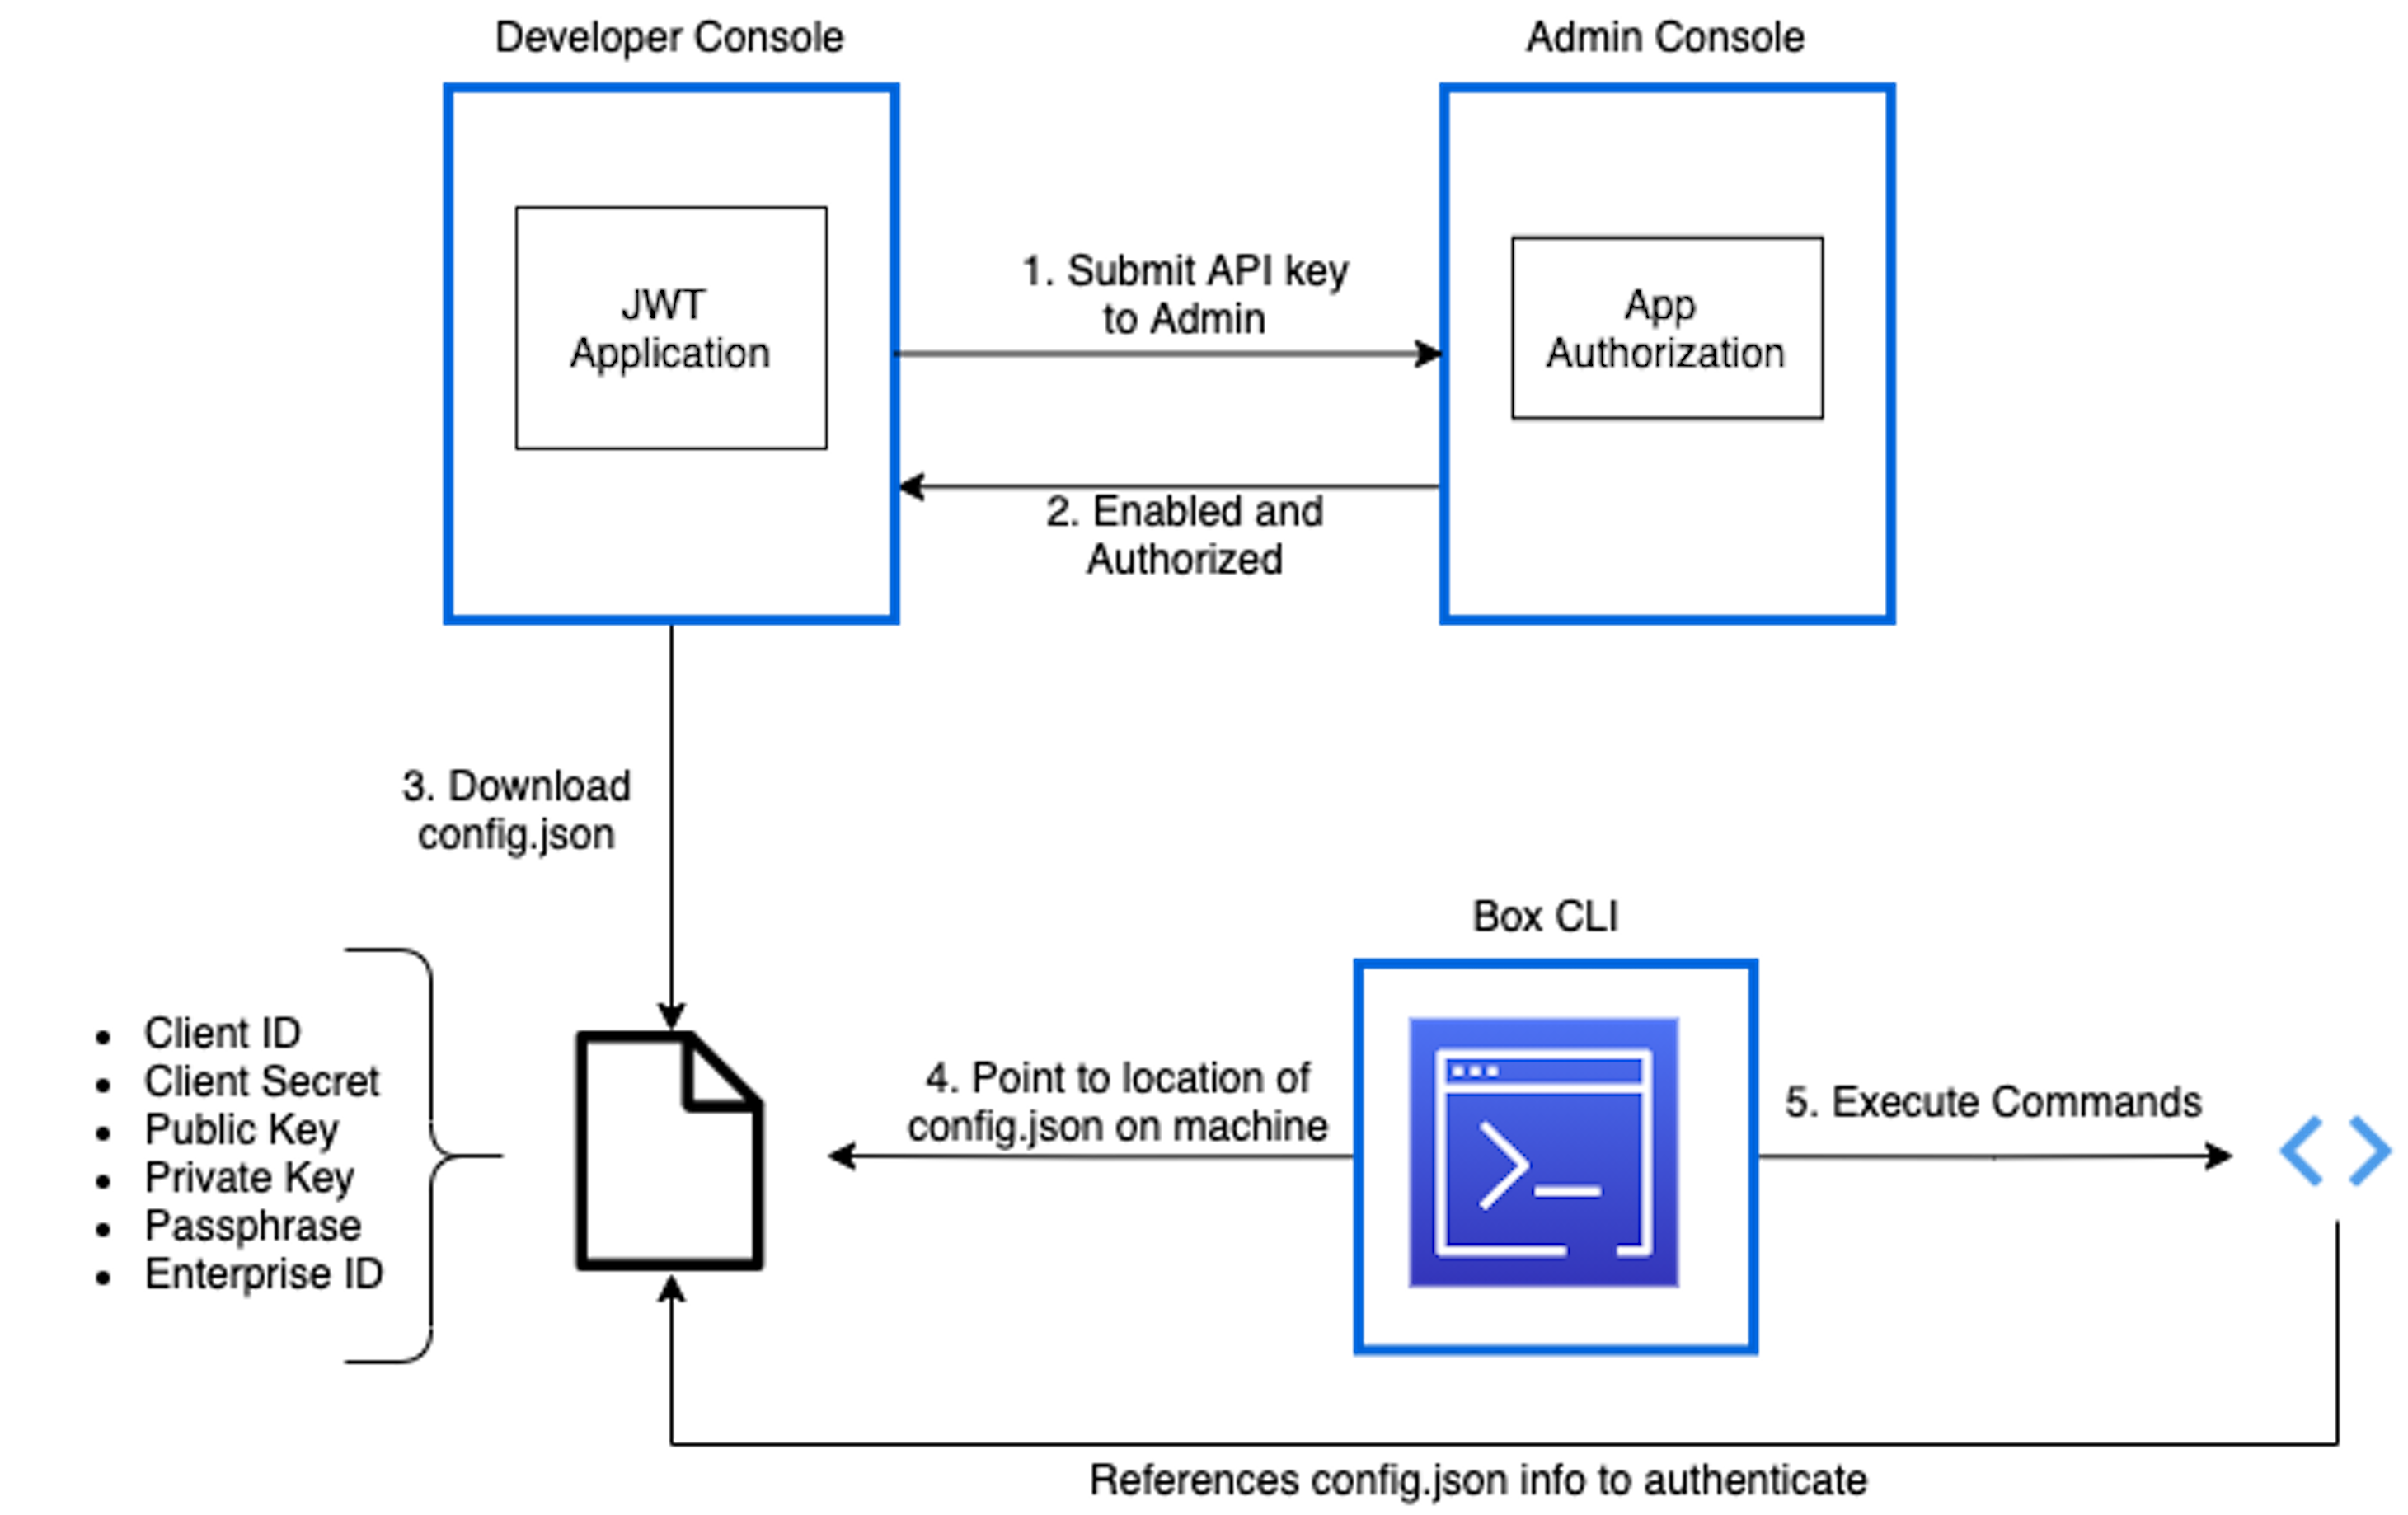 Developer Console
Admin Console
JWT
Application
1. Submit API key
to Admin
App
Authorization
2. Enabled and
Authorized
3. Download
config.json
Box CLI
• Client ID
• Client Secret
• Public Key
• Private Key
• Passphrase
• Enterprise ID
4. Point to location of
config.json on machine
5. Execute Commands
References config.json info to authenticate